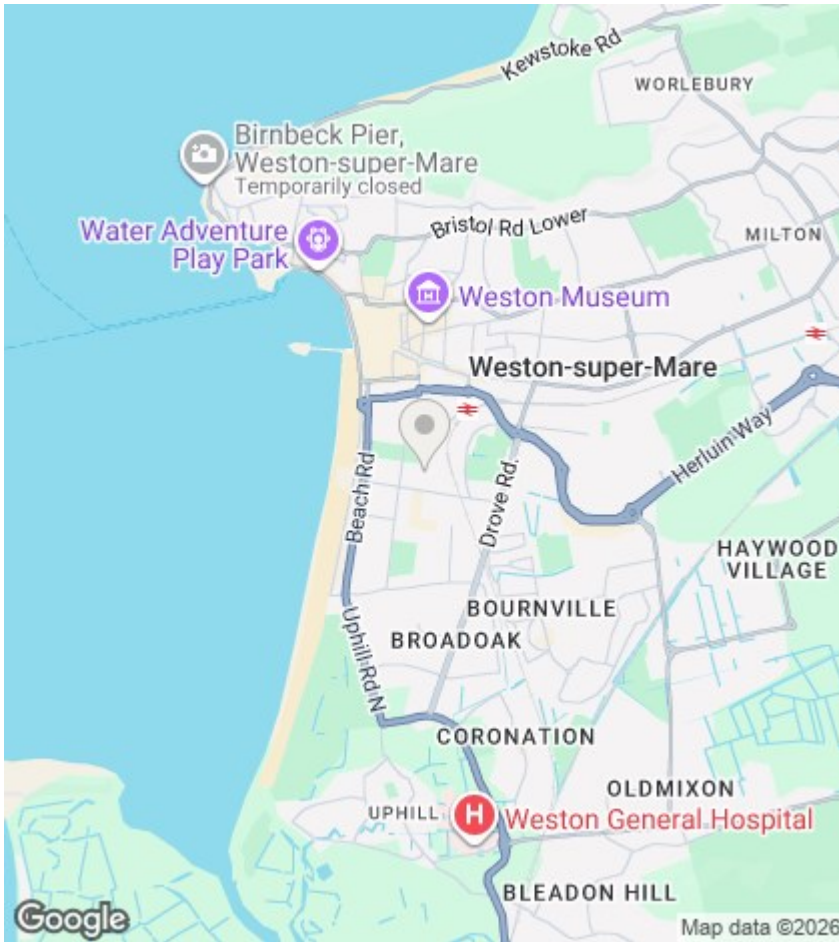 Kewstoke Rd
WORLEBURY
Birnbeck Pier,
Weston-super-Mare
Temporarily closed
Bristol Rd Lower
MILTON
Water Adventure
Play Park
Weston Museum
Weston-super-Mare
Herluin Way
Beach Rd
Drove Rd.
HAYWOOD
VILLAGE
BOURNVILLE
BROADOAK
Uphill Rd N
CORONATION
OLDMIXON
UPHILL
H
Weston General Hospital
BLEADON HILL
Google
Map data ©2026